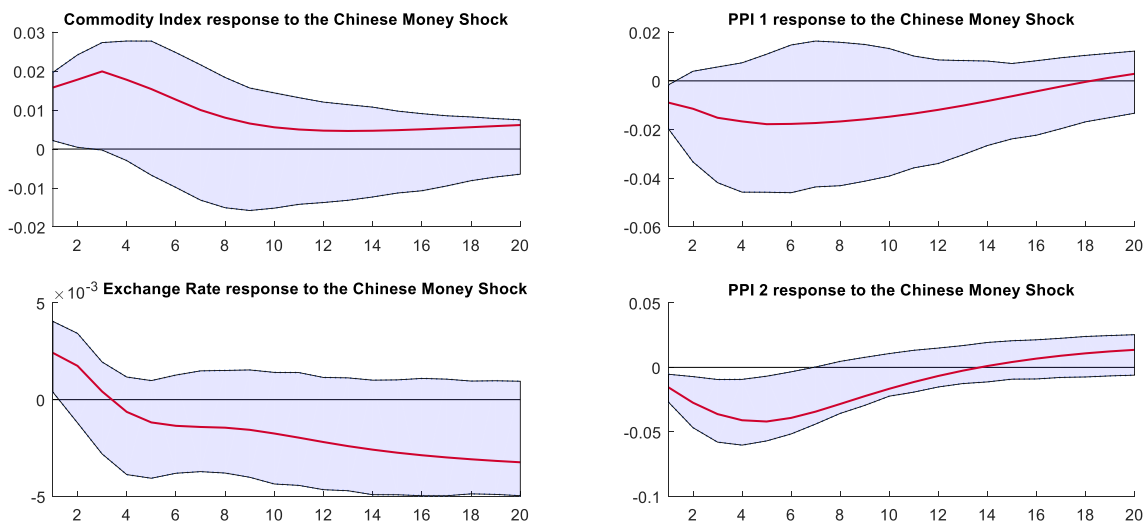 Commodity Index response to the Chinese Money Shock
0.03
0.02
0.01
0
-0.01
-0.02
2 4 6 8 10 12 14 16 18 20
PPI 1 response to the Chinese Money Shock
0.02
0
-0.02
-0.04
-0.06
2 4 6 8 10 12 14 16 18 20
×10-3 Exchange Rate response to the Chinese Money Shock
5
0
-5
2 4 6 8 10 12 14 16 18 20
PPI 2 response to the Chinese Money Shock
0.05
0
-0.05
-0.1
2 4 6 8 10 12 14 16 18 20